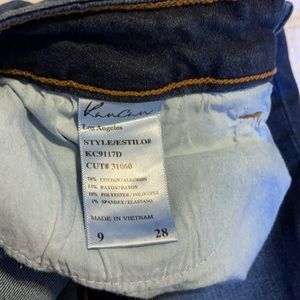 KanCan
Los Angeles
STYLE/ESTILO#
KC9117D
CUT# 31060
76% COTTON/ALGODON
13% RAYON/RAYON
10% POLYESTER/POLIESTER
1% SPANDEX/ELASTANO
MADE IN VIETNAM
9 28